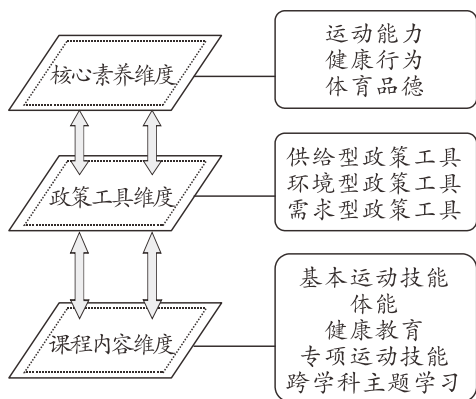 核心素养维度
运动能力
健康行为
体育品德
政策工具维度
供给型政策工具
环境型政策工具
需求型政策工具
课程内容维度
基本运动技能
体能
健康教育
专项运动技能
跨学科主题学习